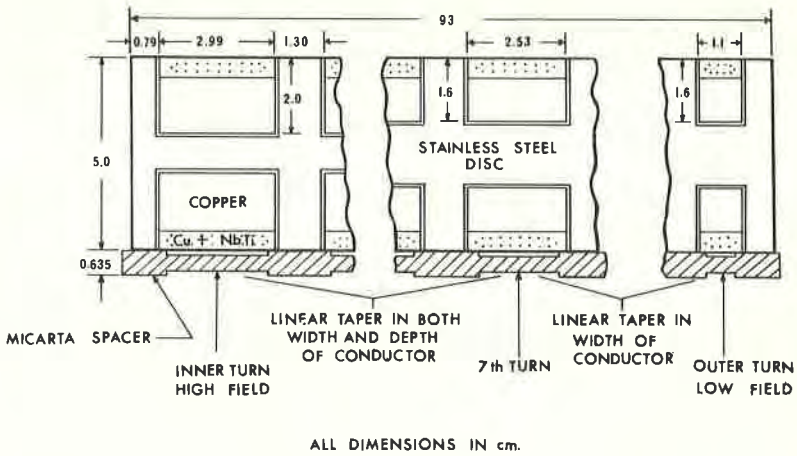 93
0.79
2.99
1.30
2.53
1.1
2.0
1.6
1.6
5.0
STAINLESS STEEL
DISC
COPPER
Cu + NbTi
0.635
MICARTA SPACER
INNER TURN
HIGH FIELD
LINEAR TAPER IN BOTH
WIDTH AND DEPTH
OF CONDUCTOR
7th TURN
LINEAR TAPER IN
WIDTH OF
CONDUCTOR
OUTER TURN
LOW FIELD
ALL DIMENSIONS IN cm.